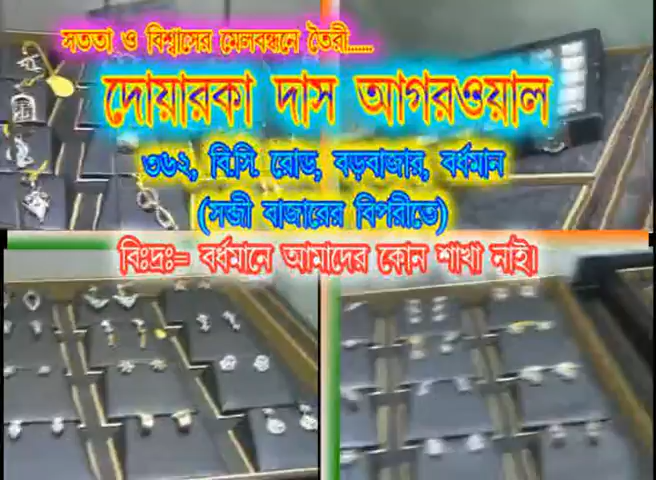 সততা ও বিশ্বাসের মেলবন্ধনে তৈরী......
দোয়ারকা দাস আগরওয়াল
৩৬২, বি.সি. রোড, বড়বাজার, বর্ধমান
(সব্জী বাজারের বিপরীতে)
বিঃদ্রঃ= বর্ধমানে আমাদের কোন শাখা নাই।